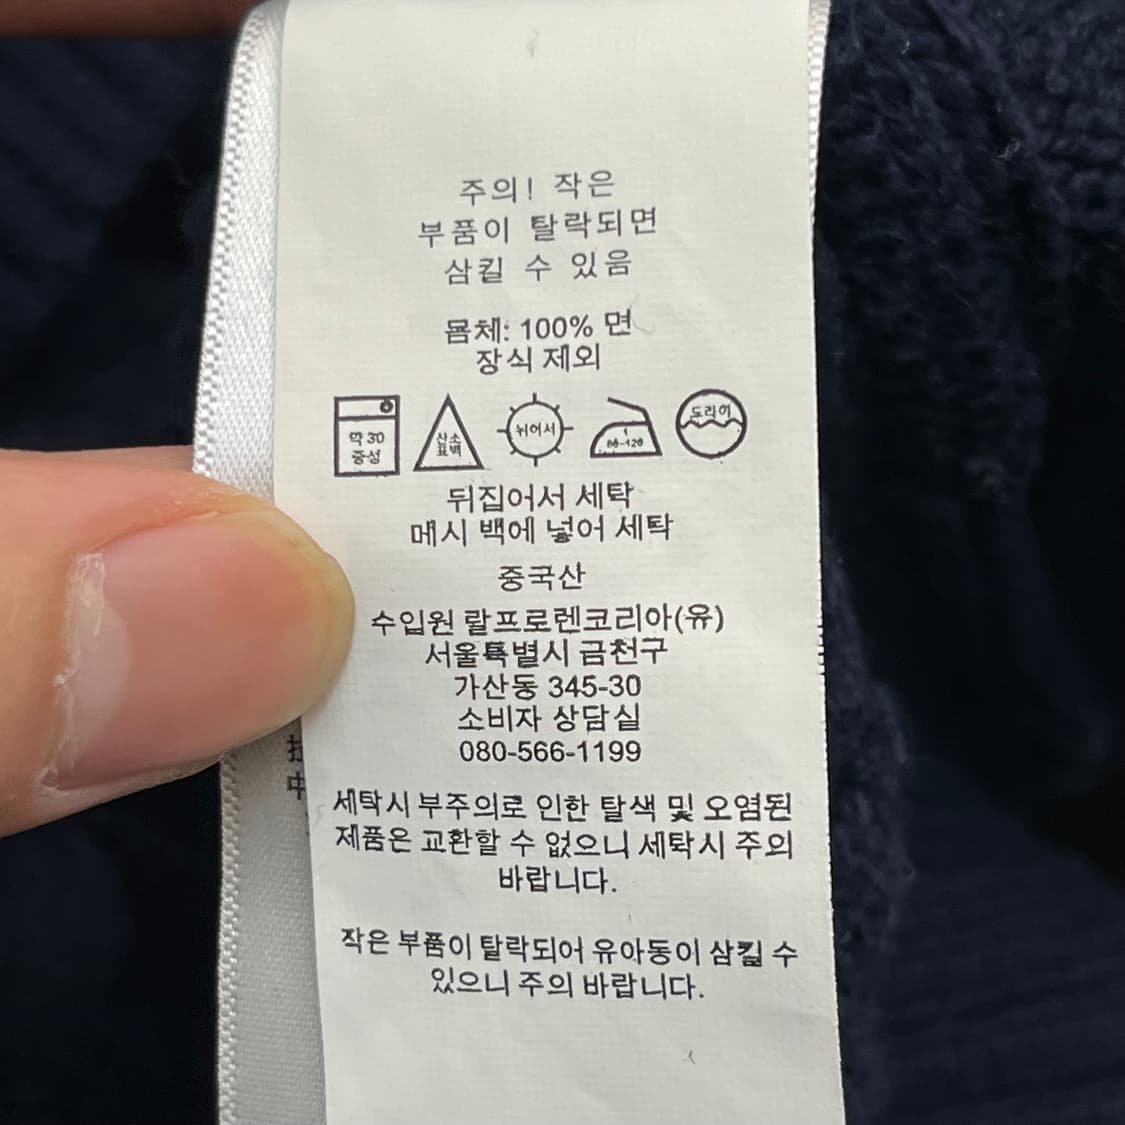 주의! 작은
부품이 탈락되면
삼킬 수 있음
몸체: 100% 면
장식 제외
약 30
중성
산소
표백
뉘어서
1
80-120
드라이
뒤집어서 세탁
메시 백에 넣어 세탁
중국산
수입원 랄프로렌코리아(유)
서울특별시 금천구
가산동 345-30
소비자 상담실
080-566-1199
세탁시 부주의로 인한 탈색 및 오염된
제품은 교환할 수 없으니 세탁시 주의
바랍니다.
작은 부품이 탈락되어 유아동이 삼킬 수
있으니 주의 바랍니다.
中